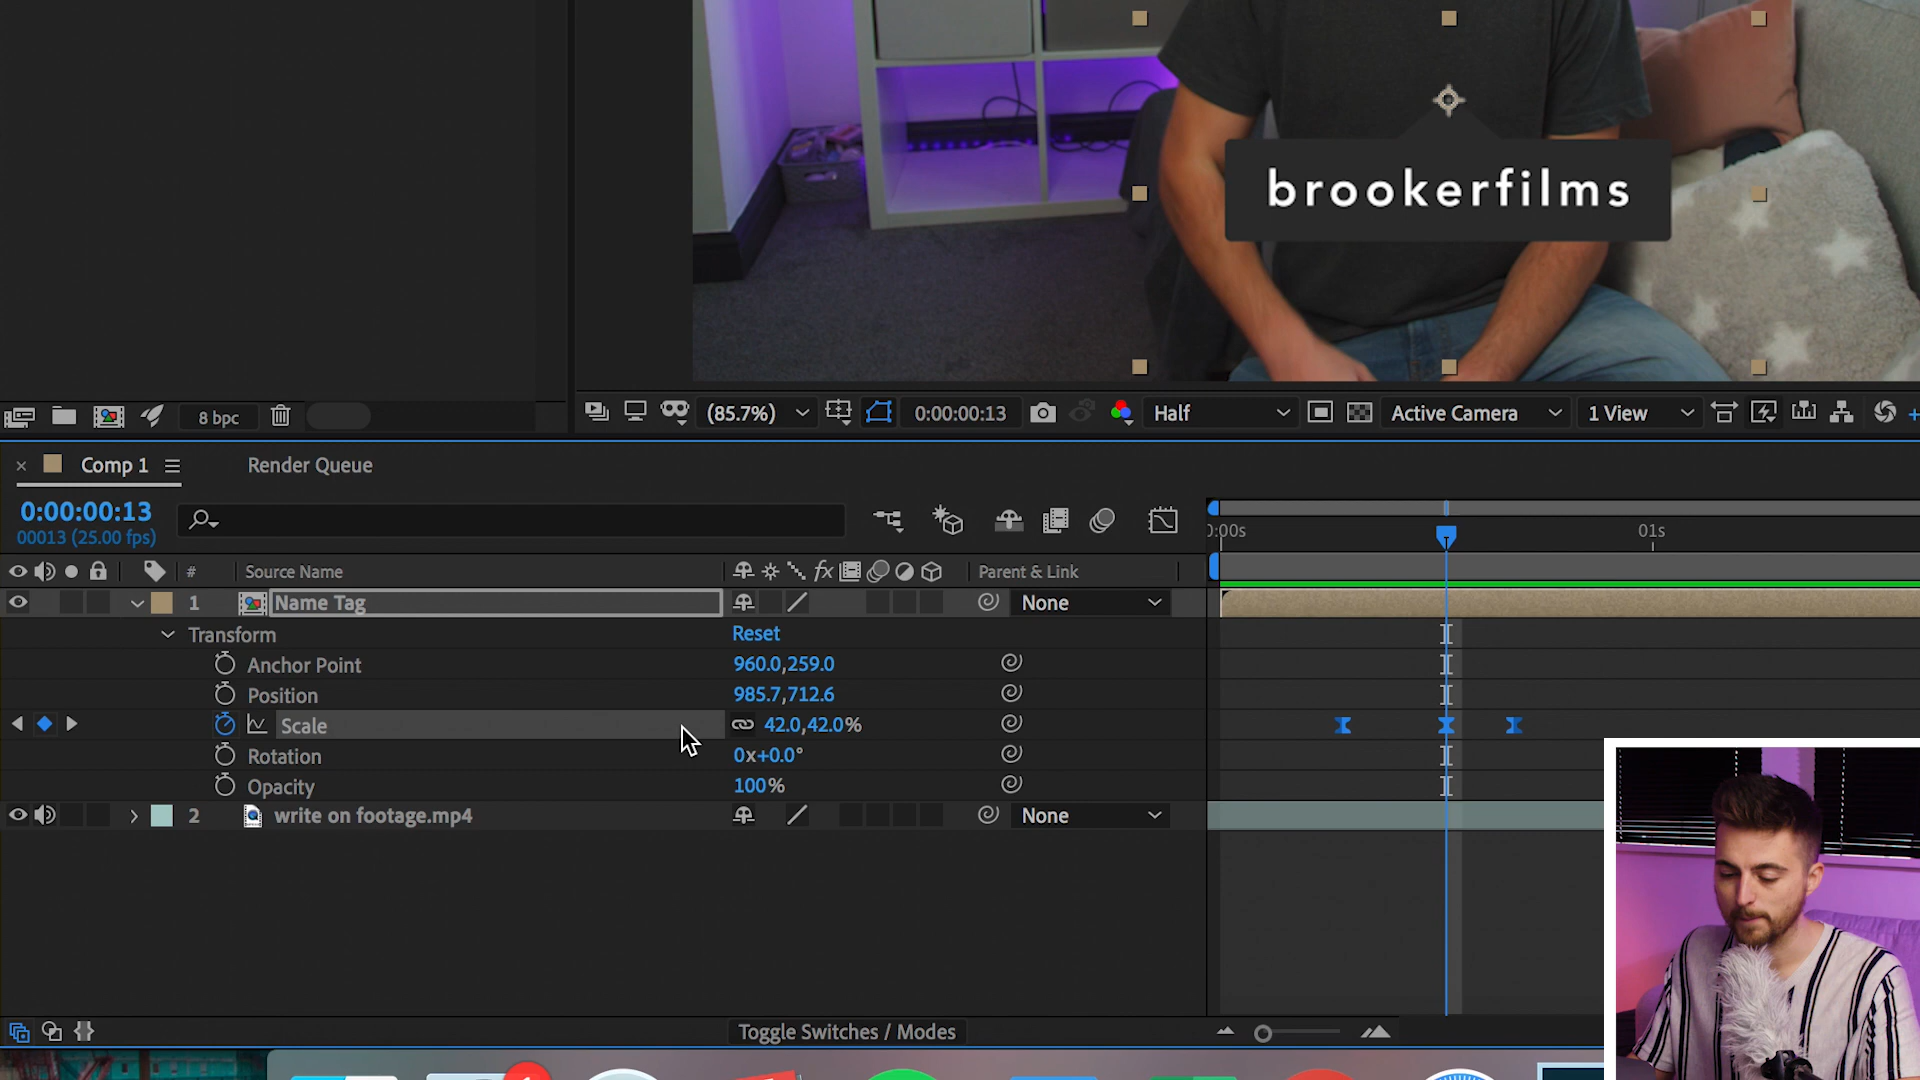 brookerfilms
8 bpc
(85.7%)
0:00:00:13
Half
Active Camera
1 View
× Comp 1
Render Queue
0:00:00:13
00013 (25.00 fps)
0:00s
01s
# Source Name
fx
Parent & Link
1 Name Tag None
Transform Reset
Anchor Point 960.0,259.0
Position 985.7,712.6
Scale 42.0,42.0%
Rotation 0x+0.0°
Opacity 100%
2 write on footage.mp4 None
Toggle Switches / Modes